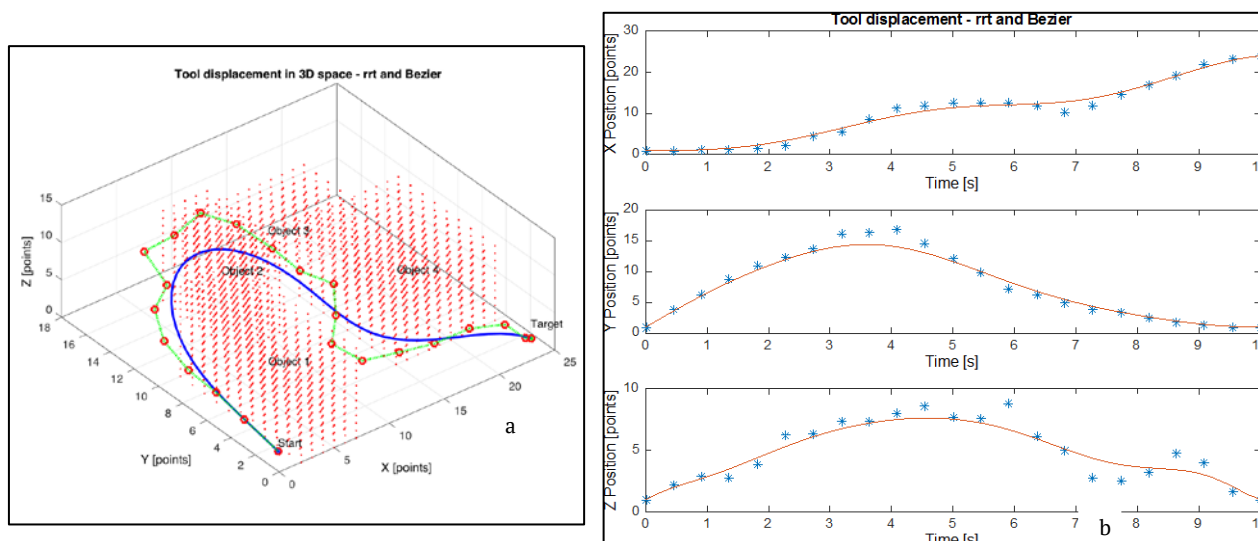 Tool displacement in 3D space - rrt and Bezier
Z [points]
15
10
5
0
18
16
14
12
10
8
6
4
2
0
Y [points]
0
5
10
15
20
25
X [points]
Object 3
Object 2
Object 4
Object 1
Target
Start
a
Tool displacement - rrt and Bezier
X Position [points]
30
20
10
0
0 1 2 3 4 5 6 7 8 9
Time [s]
Y Position [points]
20
15
10
5
0
0 1 2 3 4 5 6 7 8 9
Time [s]
Z Position [points]
10
5
0
0 1 2 3 4 5 6 7 8 9
Time [s]
b